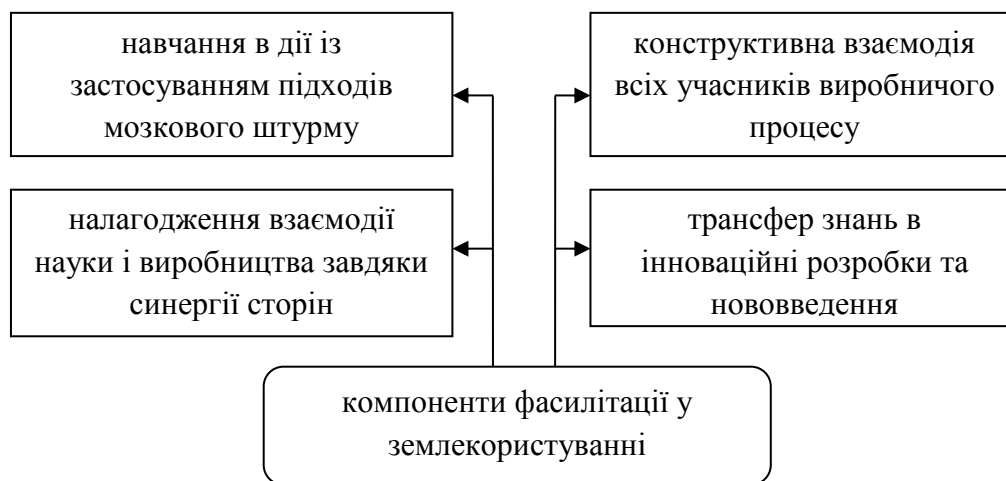 навчання в дії із
застосуванням підходів
мозкового штурму
конструктивна взаємодія
всіх учасників виробничого
процесу
налагодження взаємодії
науки і виробництва завдяки
синергії сторін
трансфер знань в
інноваційні розробки та
нововведення
компоненти фасилітації у
землекористуванні